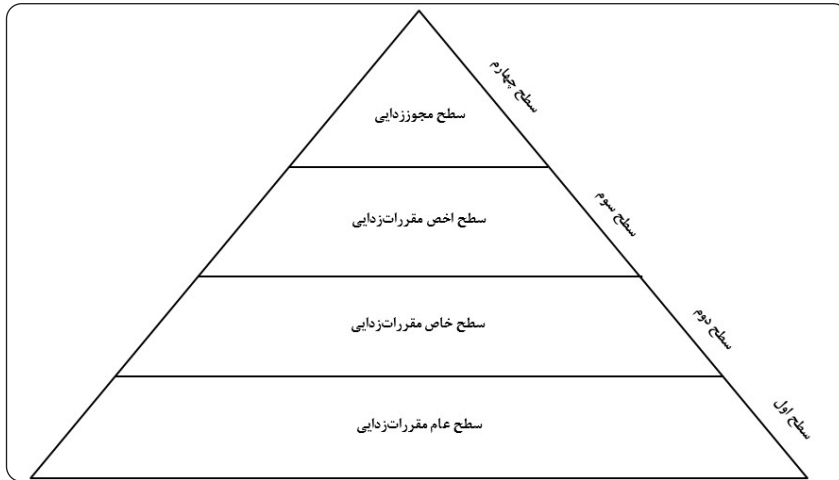 سطح چهارم
سطح مجوززدایی
سطح سوم
سطح اخص مقررات‌زدایی
سطح دوم
سطح خاص مقررات‌زدایی
سطح اول
سطح عام مقررات‌زدایی